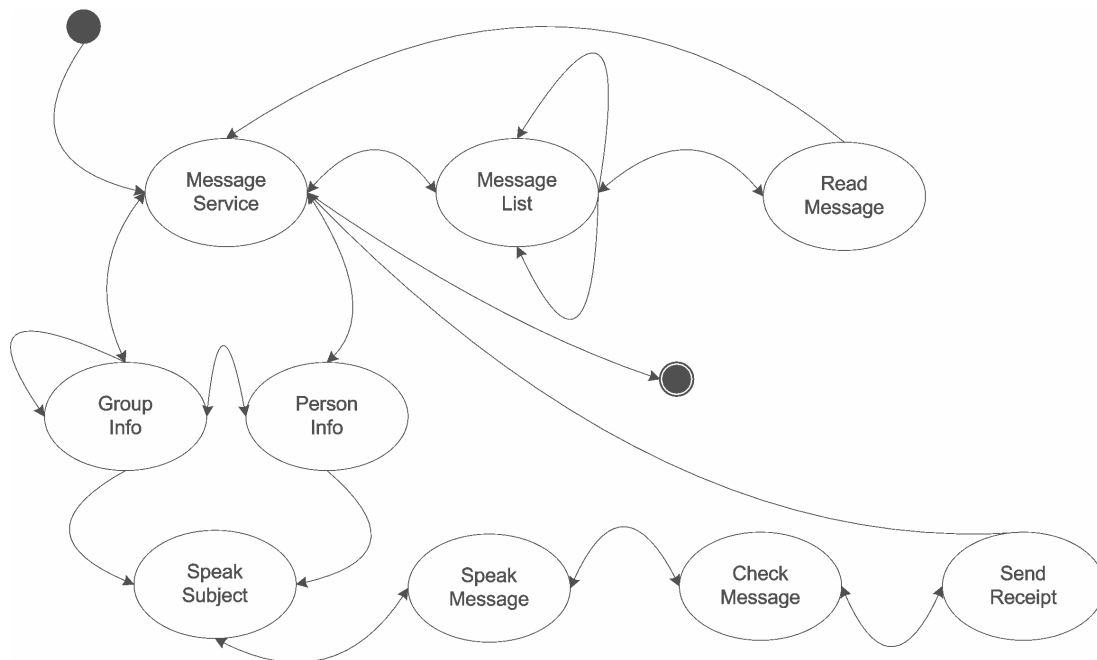 Message
Service
Message
List
Read
Message
Group
Info
Person
Info
Speak
Subject
Speak
Message
Check
Message
Send
Receipt